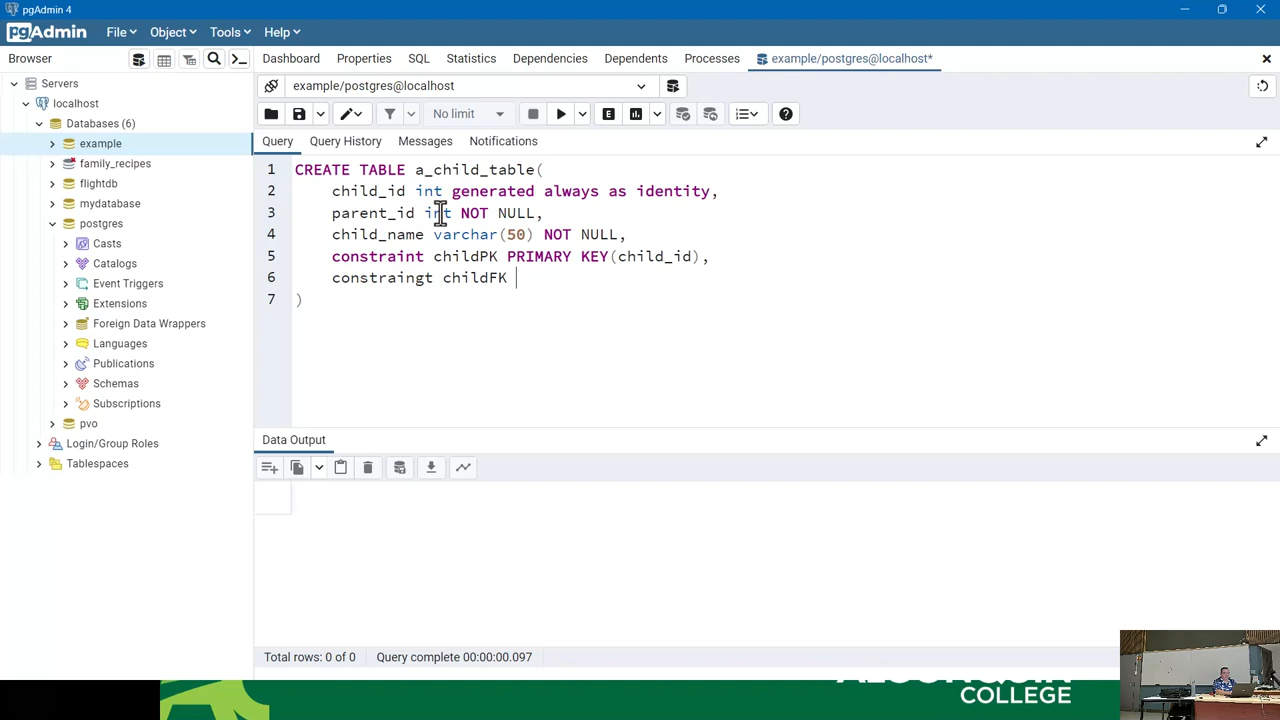 pgAdmin 4
pgAdmin File Object Tools Help
Browser Dashboard Properties SQL Statistics Dependencies Dependents Processes example/postgres@localhost*
Servers
localhost
Databases (6)
example
family_recipes
flightdb
mydatabase
postgres
Casts
Catalogs
Event Triggers
Extensions
Foreign Data Wrappers
Languages
Publications
Schemas
Subscriptions
pvo
Login/Group Roles
Tablespaces
example/postgres@localhost
No limit
Query Query History Messages Notifications
1 CREATE TABLE a_child_table(
2 child_id int generated always as identity,
3 parent_id int NOT NULL,
4 child_name varchar(50) NOT NULL,
5 constraint childPK PRIMARY KEY(child_id),
6 constraingt childFK
7 )
Data Output
Total rows: 0 of 0 Query complete 00:00:00.097
ALGONQUIN
COLLEGE